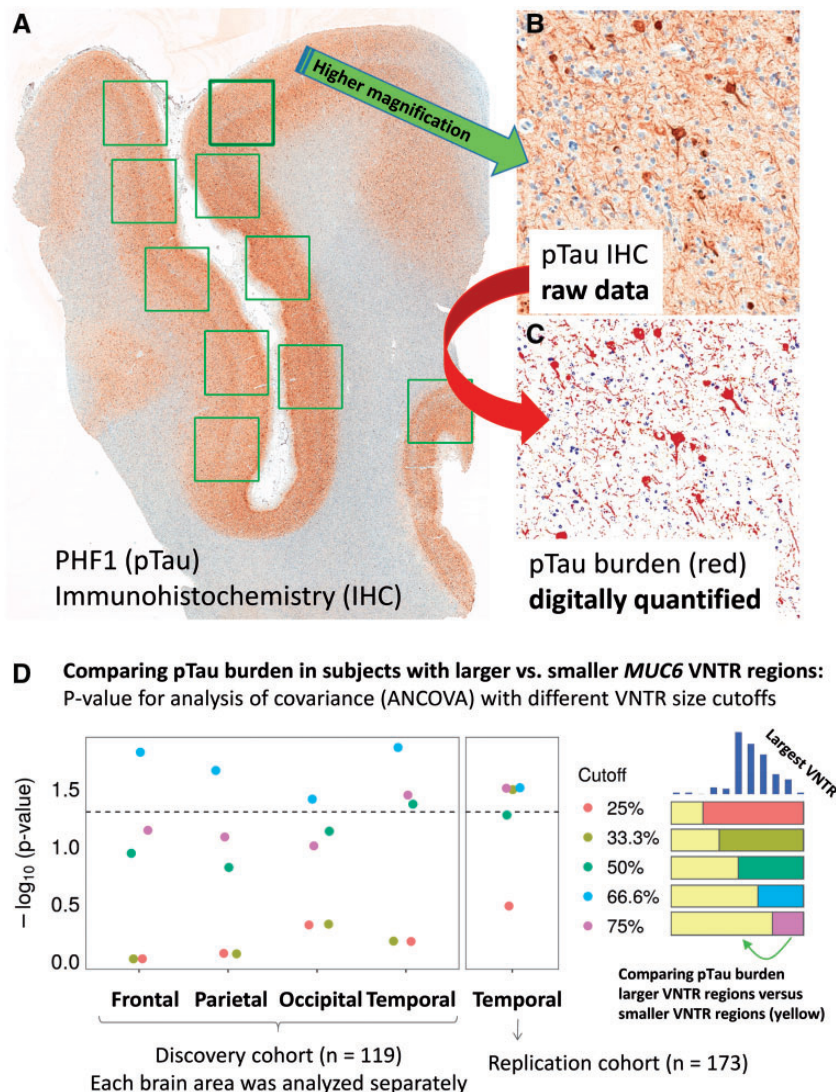 A
B
Higher magnification
pTau IHC
raw data
C
PHF1 (pTau)
Immunohistochemistry (IHC)
pTau burden (red)
digitally quantified
D Comparing pTau burden in subjects with larger vs. smaller MUC6 VNTR regions:
P-value for analysis of covariance (ANCOVA) with different VNTR size cutoffs
− log10 (p-value)
1.5
1.0
0.5
0.0
Frontal Parietal Occipital Temporal
Temporal
Discovery cohort (n = 119)
Each brain area was analyzed separately
Replication cohort (n = 173)
Cutoff
25%
33.3%
50%
66.6%
75%
Largest VNTR
Comparing pTau burden
larger VNTR regions versus
smaller VNTR regions (yellow)